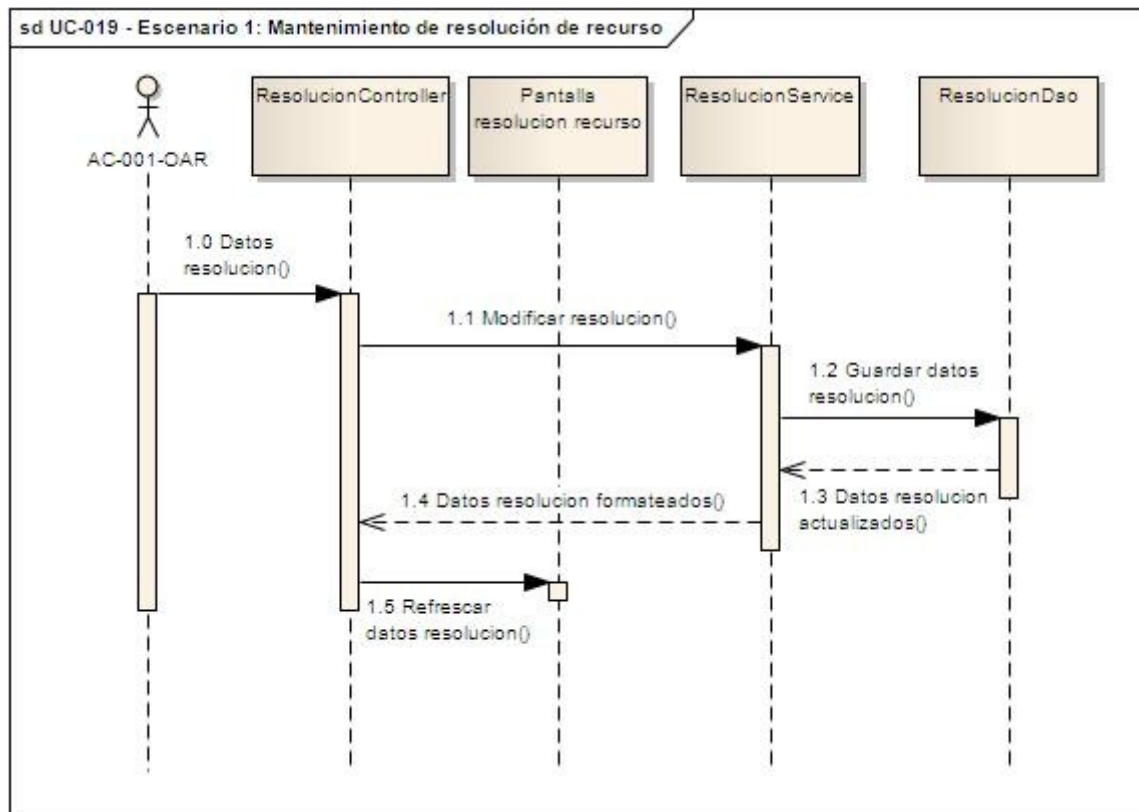 sd UC-019 - Escenario 1: Mantenimiento de resolución de recurso
AC-001-OAR
ResolucionController
Pantalla
resolucion recurso
ResolucionService
ResolucionDao
1.0 Datos
resolucion()
1.1 Modificar resolucion()
1.2 Guardar datos
resolucion()
1.3 Datos resolucion
actualizados()
1.4 Datos resolucion formateados()
1.5 Refrescar
datos resolucion()